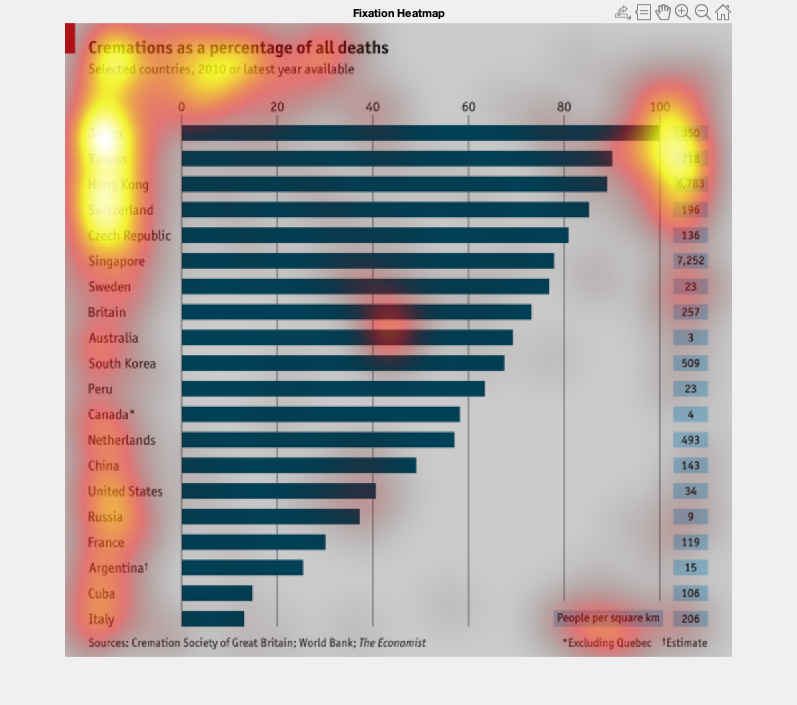 Fixation Heatmap
Cremations as a percentage of all deaths
Selected countries, 2010 or latest year available
0 20 40 60 80 100
Japan 350
Taiwan 718
Hong Kong 6,783
Switzerland 196
Czech Republic 136
Singapore 7,252
Sweden 23
Britain 257
Australia 3
South Korea 509
Peru 23
Canada* 4
Netherlands 493
China 143
United States 34
Russia 9
France 119
Argentina† 15
Cuba 106
Italy People per square km 206
Sources: Cremation Society of Great Britain; World Bank; The Economist *Excluding Quebec †Estimate